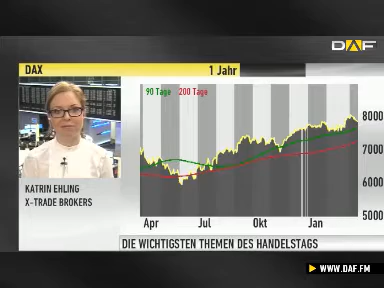 DAF
DAX 1 Jahr
90 Tage 200 Tage
8000
7000
6000
5000
Apr Jul Okt Jan
KATRIN EHLING
X-TRADE BROKERS
DIE WICHTIGSTEN THEMEN DES HANDELSTAGS
WWW.DAF.FM